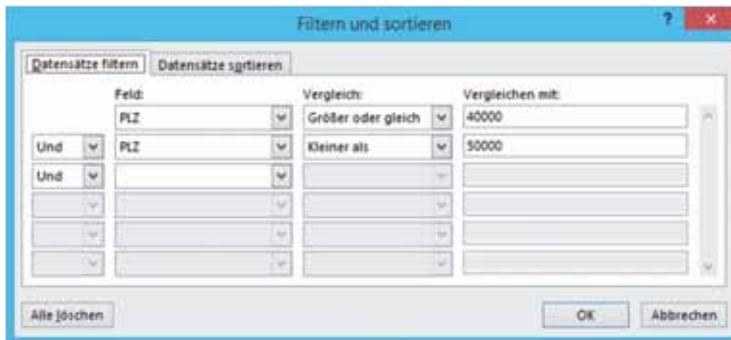 Filtern und sortieren ?
Datensätze filtern Datensätze sortieren
Feld: Vergleich: Vergleichen mit:
PLZ Größer oder gleich 40000
Und PLZ Kleiner als 50000
Und
Alle löschen OK Abbrechen